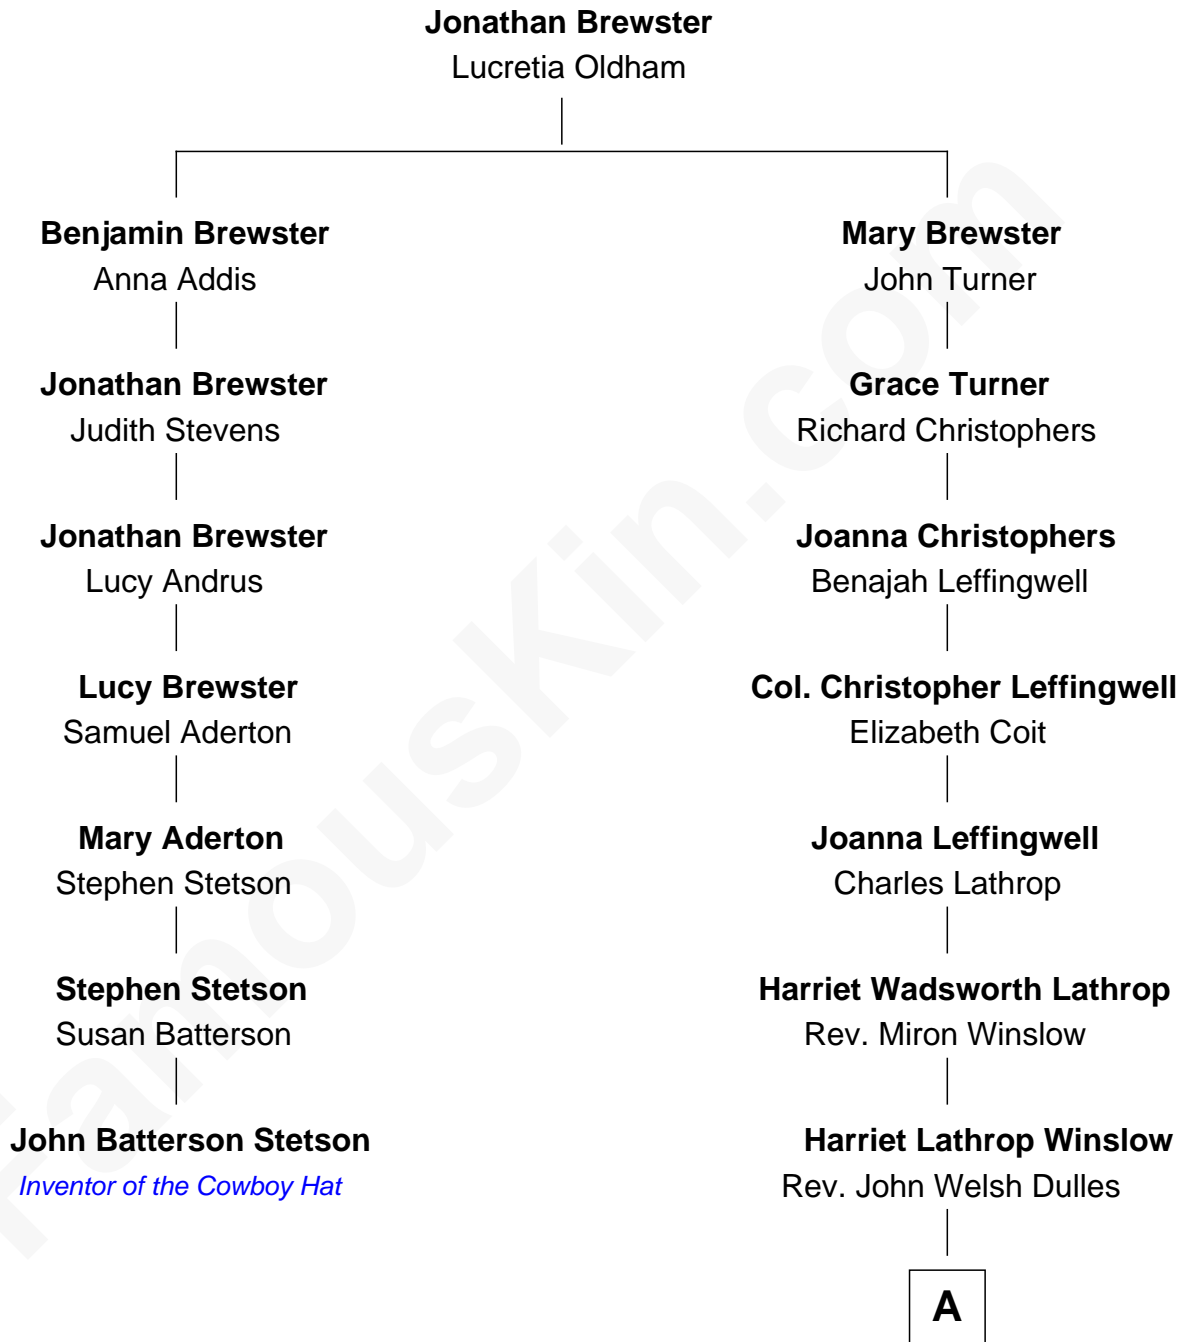 Jonathan Brewster
Lucretia Oldham
Benjamin Brewster
Anna Addis
Mary Brewster
John Turner
Jonathan Brewster
Judith Stevens
Grace Turner
Richard Christophers
Jonathan Brewster
Lucy Andrus
Joanna Christophers
Benajah Leffingwell
Lucy Brewster
Samuel Aderton
Col. Christopher Leffingwell
Elizabeth Coit
Mary Aderton
Stephen Stetson
Joanna Leffingwell
Charles Lathrop
Stephen Stetson
Susan Batterson
Harriet Wadsworth Lathrop
Rev. Miron Winslow
John Batterson Stetson
Inventor of the Cowboy Hat
Harriet Lathrop Winslow
Rev. John Welsh Dulles
A
FamousKin.com